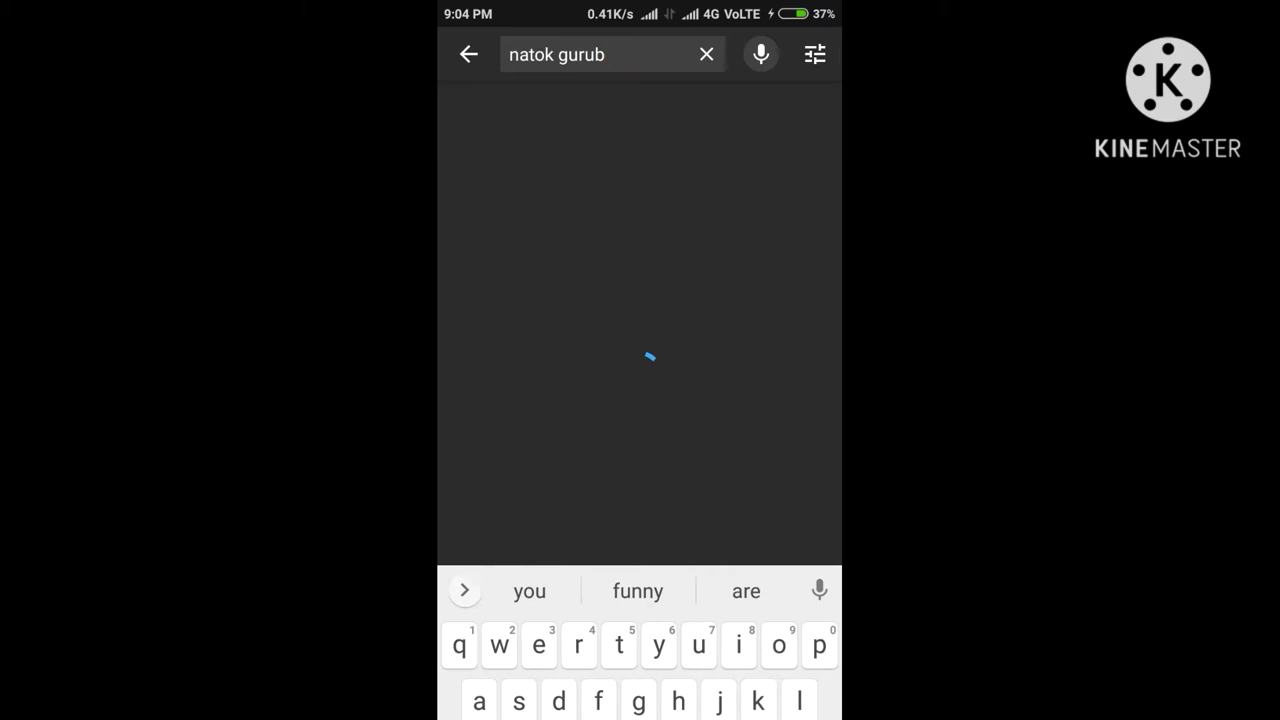 9:04 PM 0.41K/s 4G VoLTE 37%
natok gurub
K
KINEMASTER
you funny are
1 2 3 4 5 6 7 8 9 0
q w e r t y u i o p
a s d f g h j k l